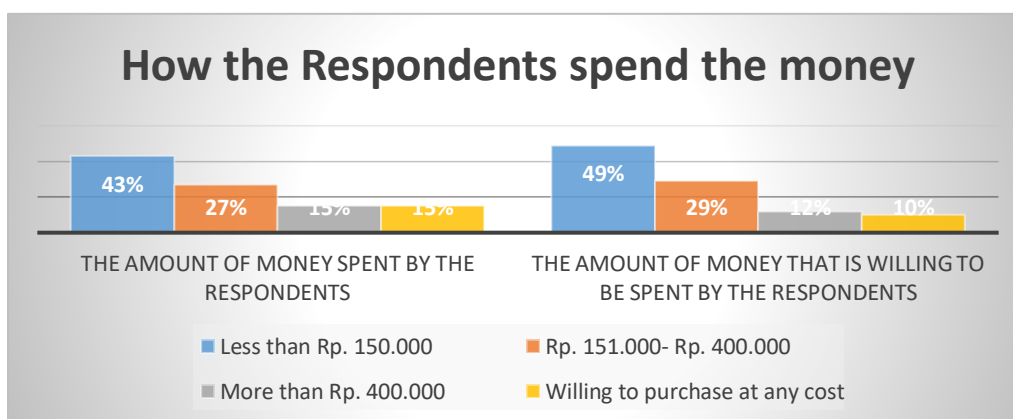 How the Respondents spend the money
43%
27%
15%
15%
49%
29%
12%
10%
THE AMOUNT OF MONEY SPENT BY THE
RESPONDENTS
THE AMOUNT OF MONEY THAT IS WILLING TO
BE SPENT BY THE RESPONDENTS
Less than Rp. 150.000
Rp. 151.000- Rp. 400.000
More than Rp. 400.000
Willing to purchase at any cost